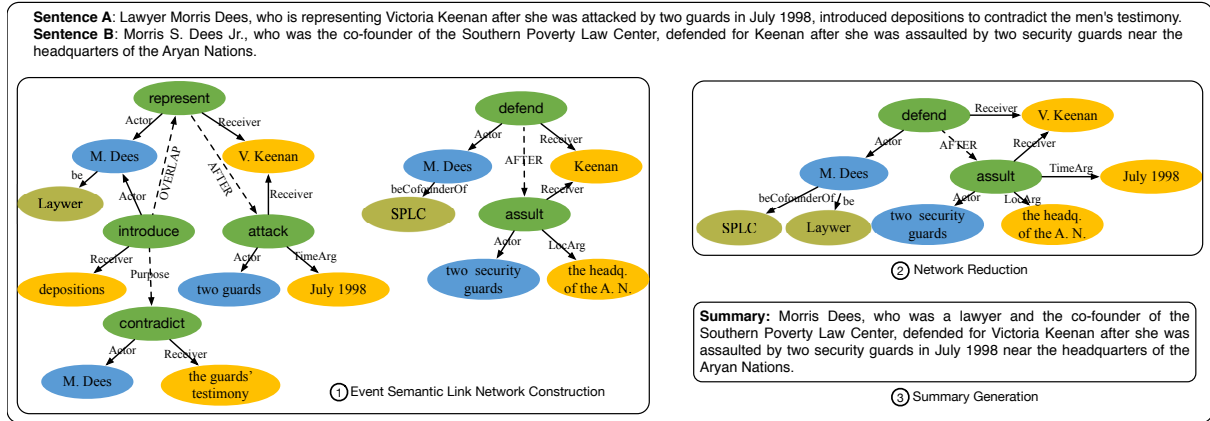 Sentence A: Lawyer Morris Dees, who is representing Victoria Keenan after she was attacked by two guards in July 1998, introduced depositions to contradict the men's testimony.
Sentence B: Morris S. Dees Jr., who was the co-founder of the Southern Poverty Law Center, defended for Keenan after she was assaulted by two security guards near the
headquarters of the Aryan Nations.
represent
Actor
Receiver
M. Dees
V. Keenan
be
OVERLAP
AFTER
Laywer
Actor
Receiver
introduce
attack
Receiver
Purpose
Actor
TimeArg
depositions
two guards
July 1998
contradict
Actor
Receiver
M. Dees
the guards'
testimony
defend
Actor
Receiver
AFTER
M. Dees
Keenan
beCofounderOf
Receiver
SPLC
assult
Actor
LocArg
two security
guards
the headq.
of the A. N.
1 Event Semantic Link Network Construction
defend
Receiver
V. Keenan
Actor
AFTER
Receiver
M. Dees
assult
TimeArg
July 1998
beCofounderOf
be
Actor
LocArg
SPLC
Laywer
two security
guards
the headq.
of the A. N.
2 Network Reduction
Summary: Morris Dees, who was a lawyer and the co-founder of the
Southern Poverty Law Center, defended for Victoria Keenan after she was
assaulted by two security guards in July 1998 near the headquarters of the
Aryan Nations.
3 Summary Generation